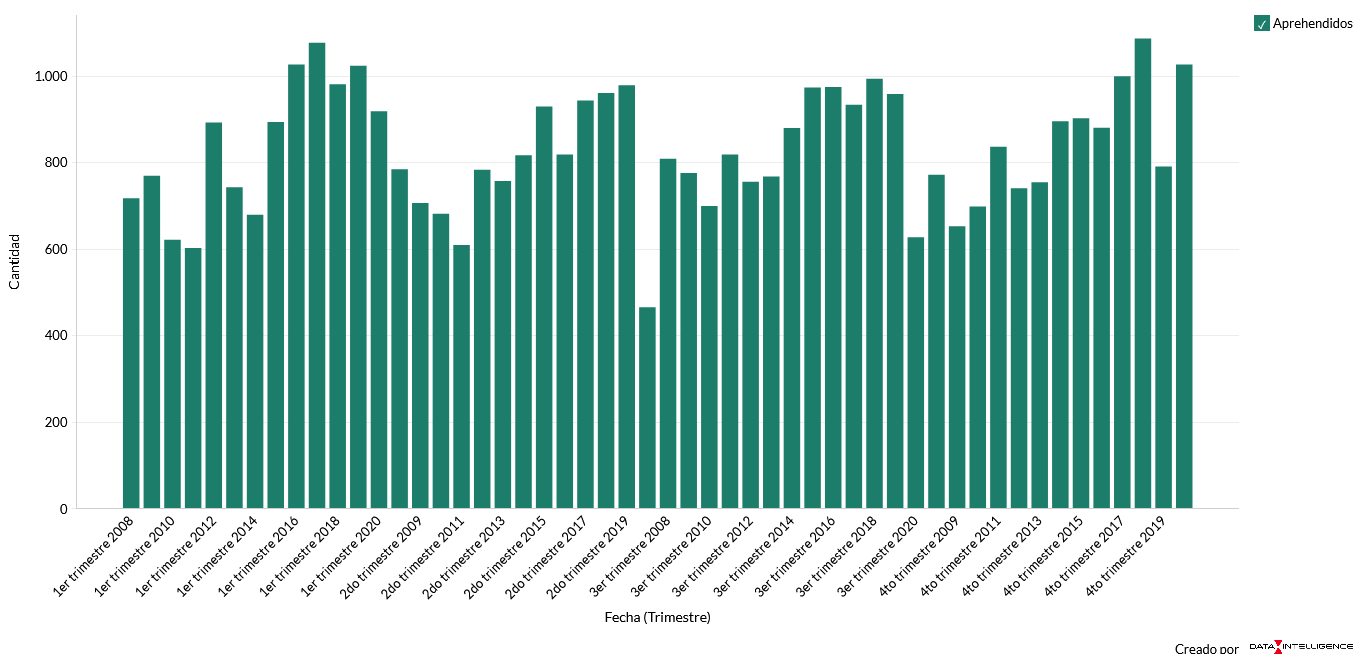 Aprehendidos
1.000
800
600
400
200
0
Cantidad
1er trimestre 2008
1er trimestre 2010
1er trimestre 2012
1er trimestre 2014
1er trimestre 2016
1er trimestre 2018
1er trimestre 2020
2do trimestre 2009
2do trimestre 2011
2do trimestre 2013
2do trimestre 2015
2do trimestre 2017
2do trimestre 2019
3er trimestre 2008
3er trimestre 2010
3er trimestre 2012
3er trimestre 2014
3er trimestre 2016
3er trimestre 2018
3er trimestre 2020
4to trimestre 2009
4to trimestre 2011
4to trimestre 2013
4to trimestre 2015
4to trimestre 2017
4to trimestre 2019
Fecha (Trimestre)
Creado por DATA INTELLIGENCE